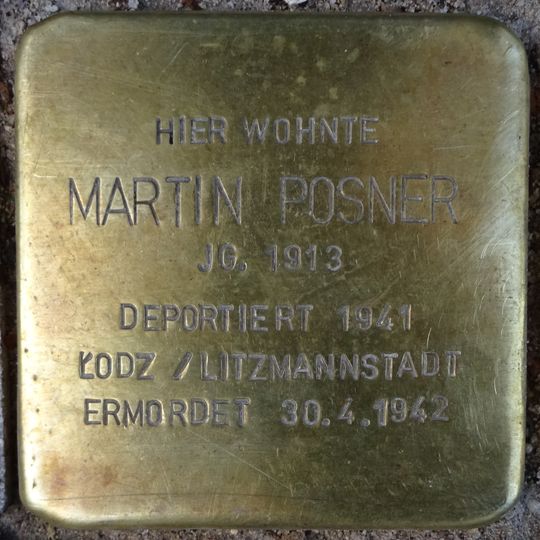 HIER WOHNTE
MARTIN POSNER
JG. 1913
DEPORTIERT 1941
ŁODZ / LITZMANNSTADT
ERMORDET 30.4.1942